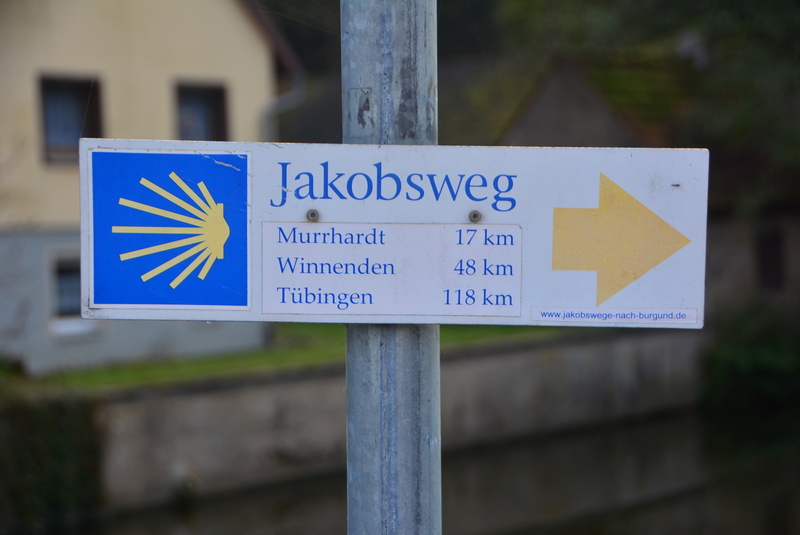 Jakobsweg
Murrhardt 17 km
Winnenden 48 km
Tübingen 118 km
www.jakobswege-nach-burgund.de